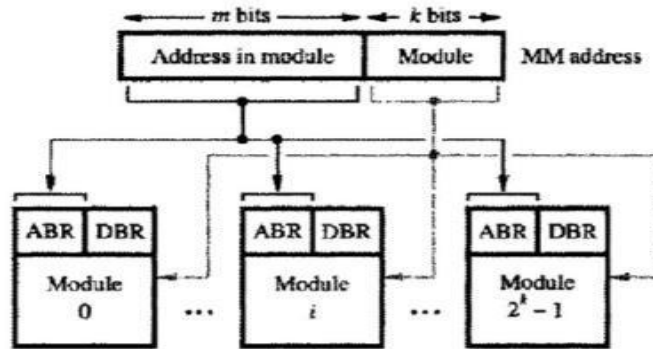 m bits k bits
Address in module Module MM address
ABR DBR ABR DBR ABR DBR
Module Module Module
0 ... i ... 2^k - 1